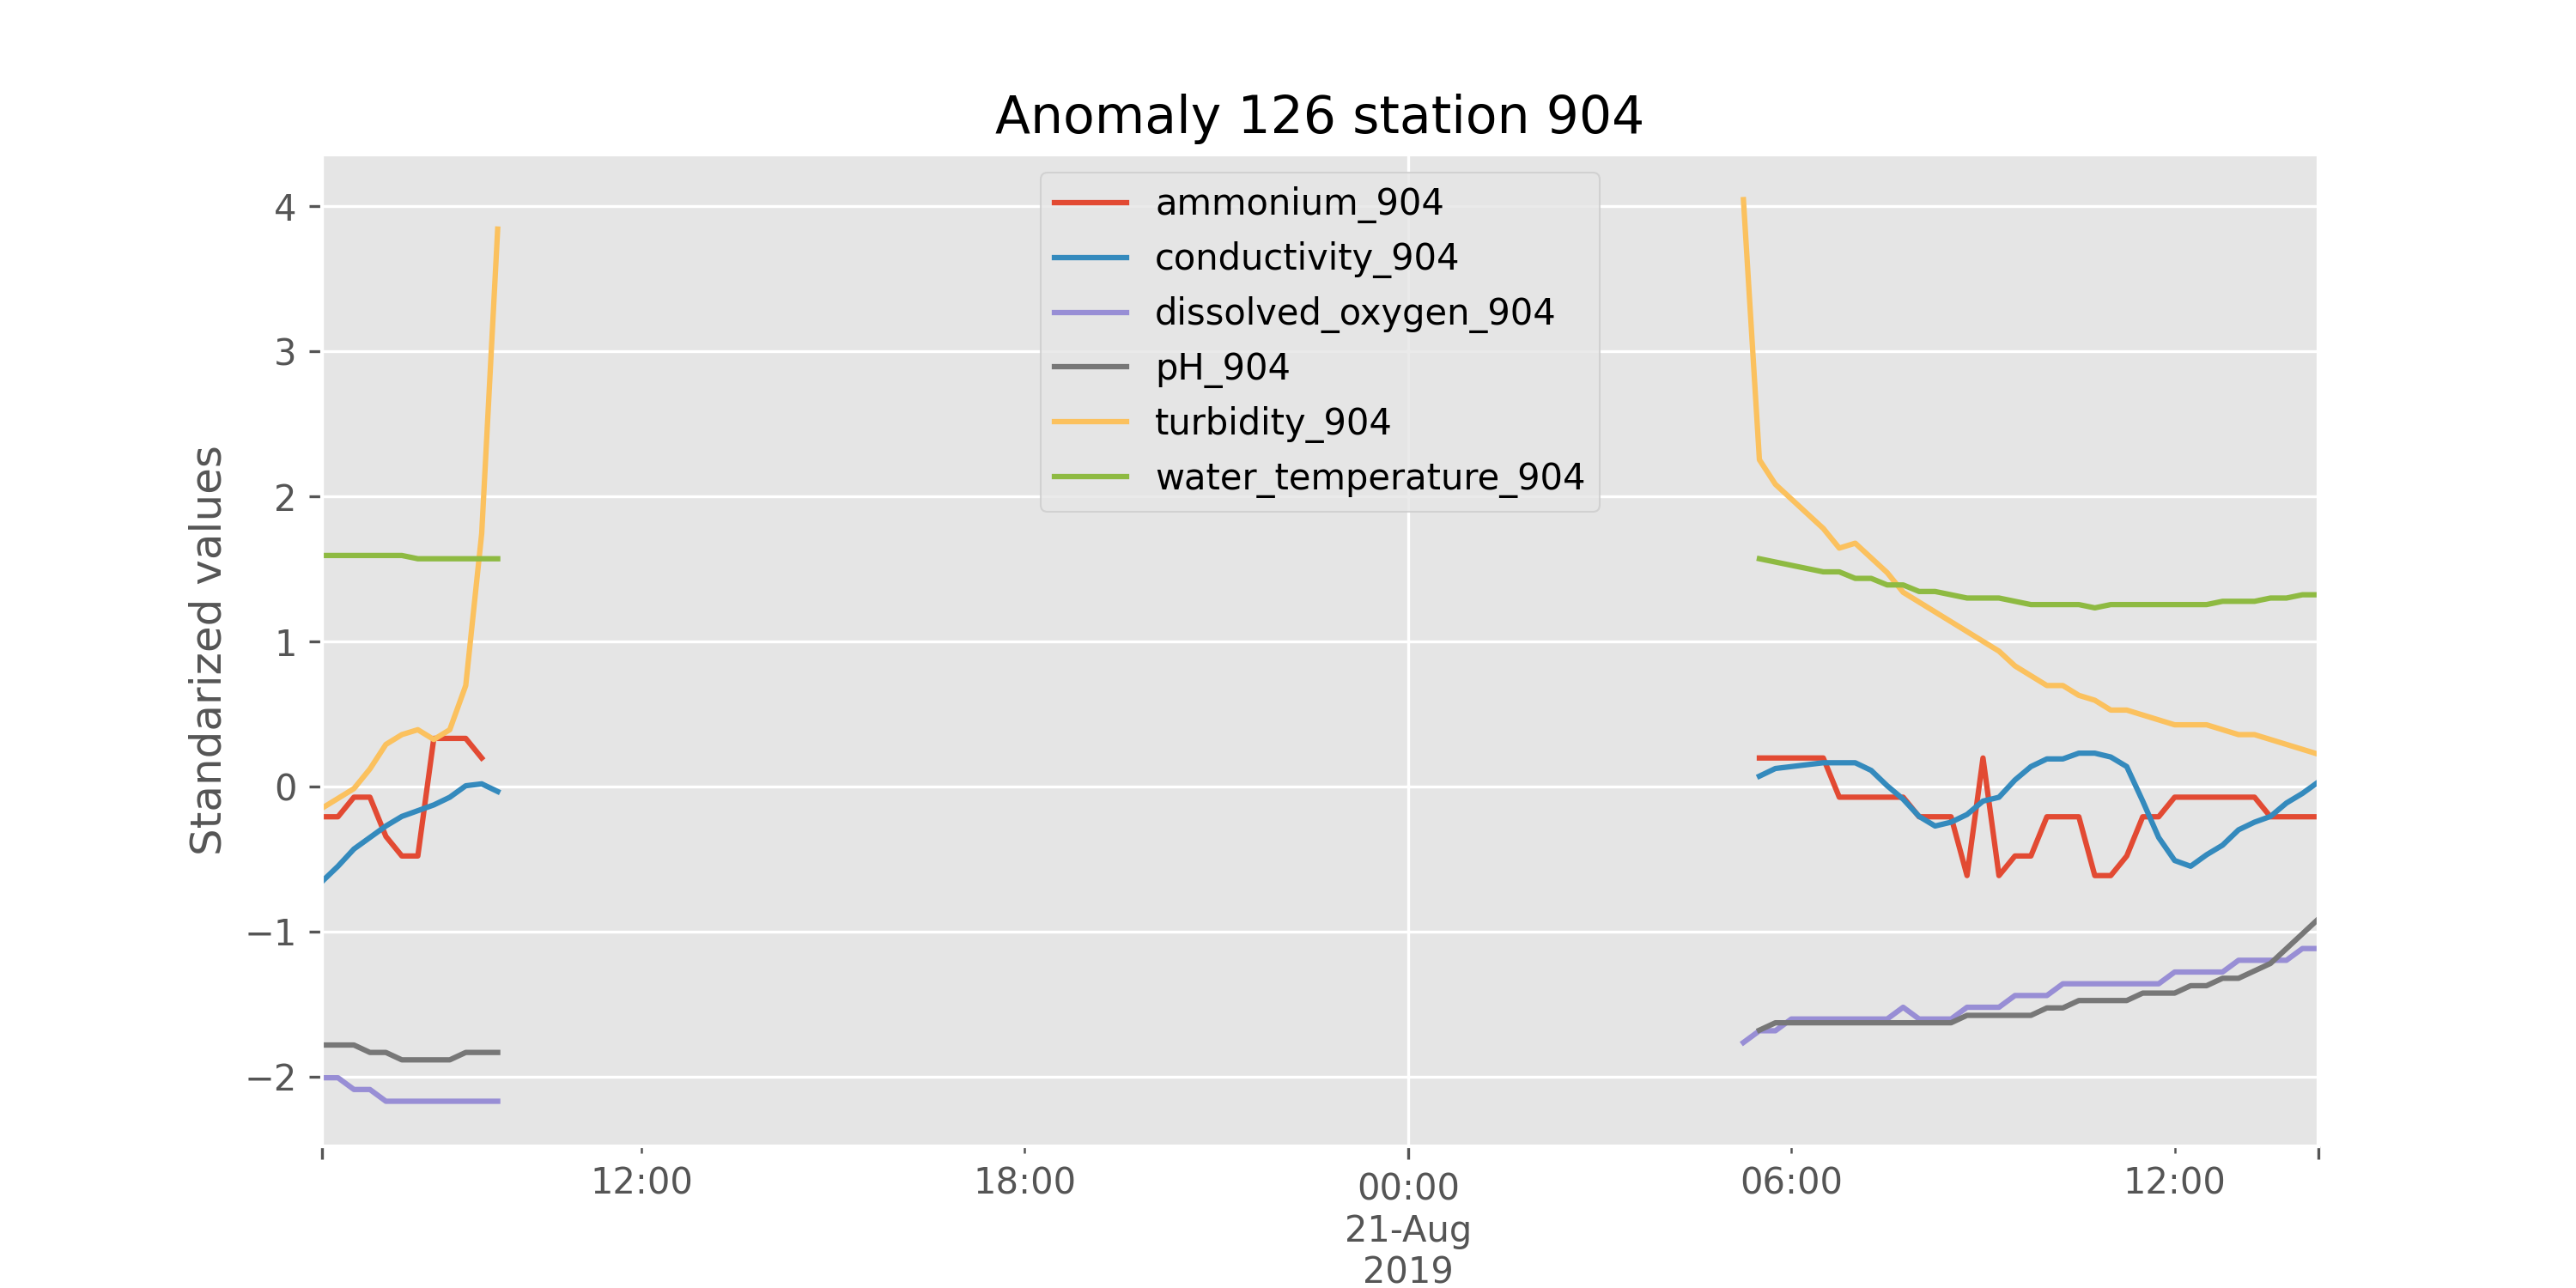 Anomaly 126 station 904
Standarized values
4
3
2
1
0
−1
−2
ammonium_904
conductivity_904
dissolved_oxygen_904
pH_904
turbidity_904
water_temperature_904
12:00
18:00
00:00
21-Aug
2019
06:00
12:00